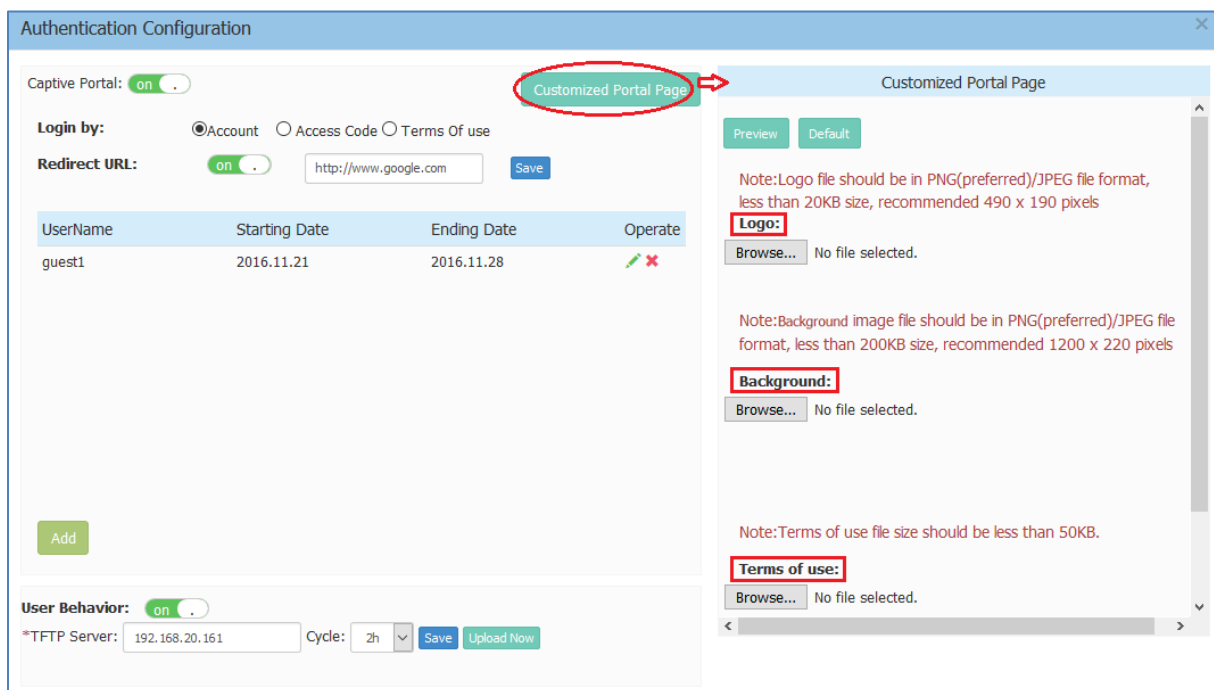 Authentication Configuration
×
Captive Portal: on .
Customized Portal Page
Login by: Account Access Code Terms Of use
Redirect URL: on . http://www.google.com Save
UserName Starting Date Ending Date Operate
guest1 2016.11.21 2016.11.28
Add
User Behavior: on .
*TFTP Server: 192.168.20.161 Cycle: 2h Save Upload Now
Customized Portal Page
Preview Default
Note:Logo file should be in PNG(preferred)/JPEG file format,
less than 20KB size, recommended 490 x 190 pixels
Logo:
Browse... No file selected.
Note:Background image file should be in PNG(preferred)/JPEG file
format, less than 200KB size, recommended 1200 x 220 pixels
Background:
Browse... No file selected.
Note:Terms of use file size should be less than 50KB.
Terms of use:
Browse... No file selected.